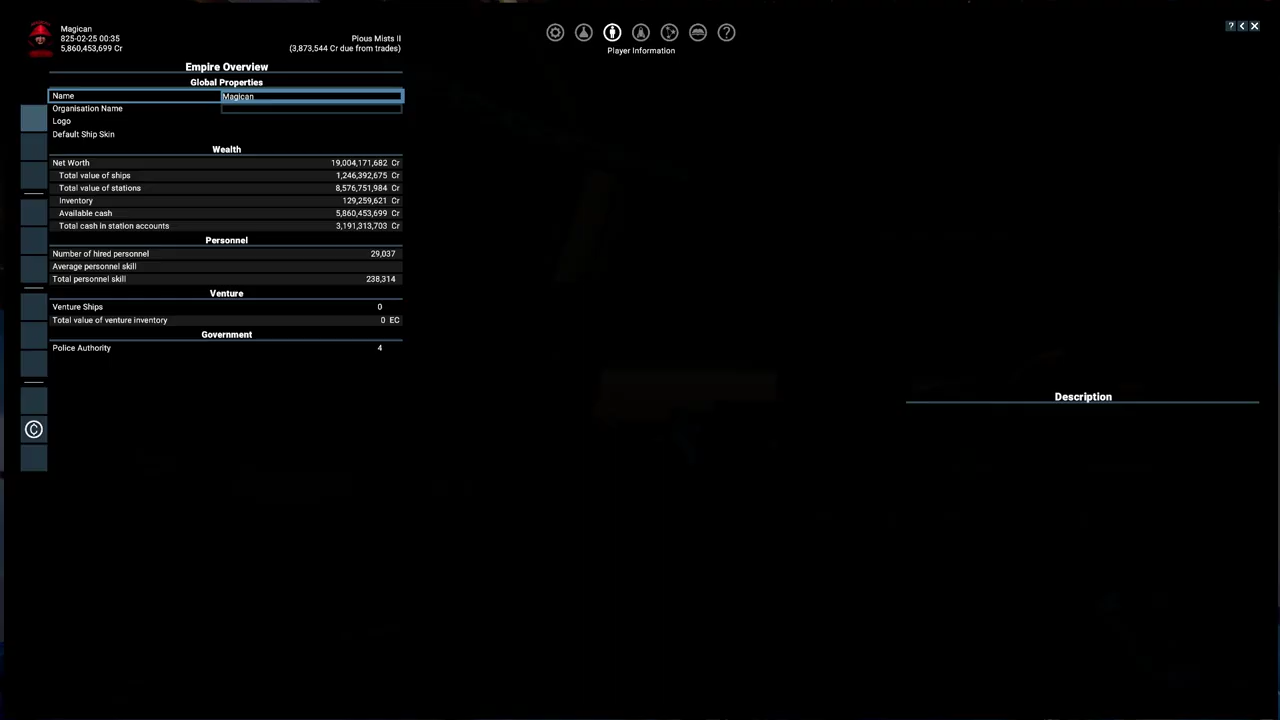 Magican
825-02-25 00:35
5,860,453,699 Cr
Pious Mists II
(3,873,544 Cr due from trades)
Player Information
Empire Overview
Global Properties
Name Magican
Organisation Name
Logo
Default Ship Skin
Wealth
Net Worth 19,004,171,682 Cr
Total value of ships 1,246,392,675 Cr
Total value of stations 8,576,751,984 Cr
Inventory 129,259,621 Cr
Available cash 5,860,453,699 Cr
Total cash in station accounts 3,191,313,703 Cr
Personnel
Number of hired personnel 29,037
Average personnel skill
Total personnel skill 238,314
Venture
Venture Ships 0
Total value of venture inventory 0 EC
Government
Police Authority 4
Description